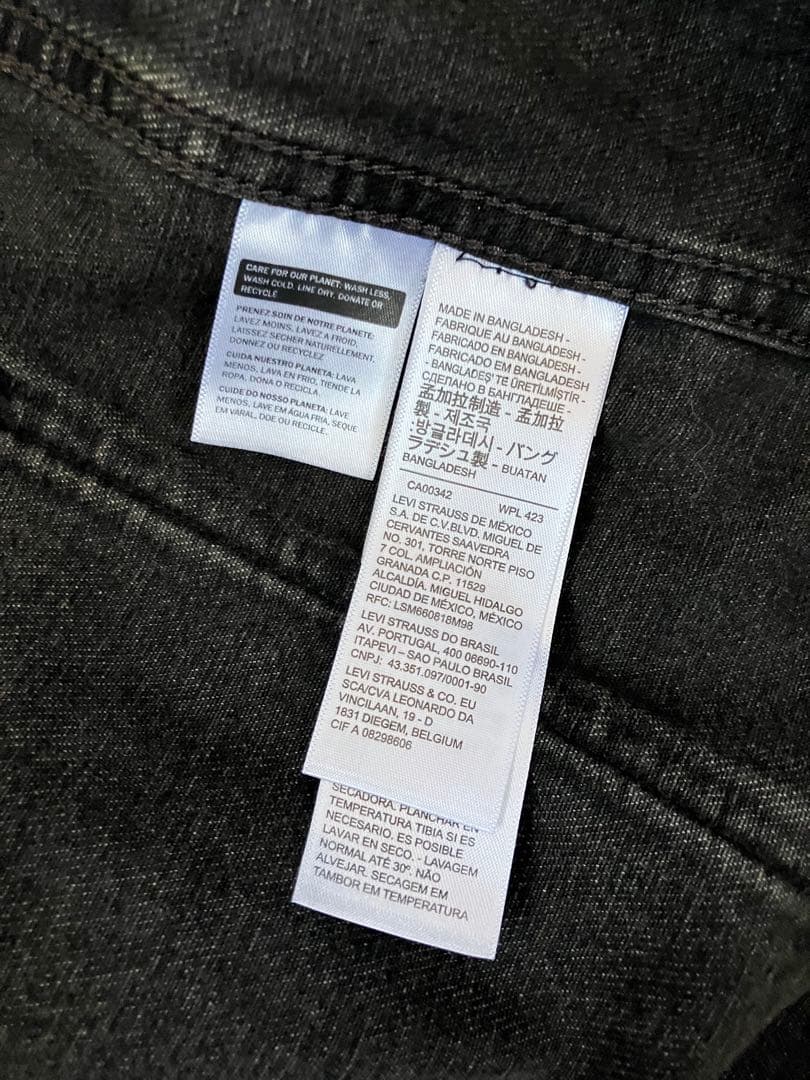 CARE FOR OUR PLANET: WASH LESS,
WASH COLD. LINE DRY, DONATE OR
RECYCLE
PRENEZ SOIN DE NOTRE PLANETE:
LAVEZ MOINS, LAVEZ A FROID,
LAISSEZ SECHER NATURELLEMENT,
DONNEZ OU RECYCLEZ
CUIDA NUESTRO PLANETA: LAVA
MENOS, LAVA EN FRIO, TIENDE LA
ROPA, DONA O RECICLA.
CUIDE DO NOSSO PLANETA: LAVE
MENOS, LAVE EM ÁGUA FRIA, SEQUE
EM VARAL, DOE OU RECICLE.
MADE IN BANGLADESH -
FABRIQUE AU BANGLADESH -
FABRICADO EN BANGLADESH -
FABRICADO EM BANGLADESH
- BANGLADEŞ'TE ÜRETİLMİŞTİR -
СДЕЛАНО В БАНГЛАДЕШЕ -
孟加拉制造 - 孟加拉
製 - 제조국
:방글라데시 - バング
ラデシュ製 - BUATAN
BANGLADESH
CA00342 WPL 423
LEVI STRAUSS DE MÉXICO
S.A. DE C.V.BLVD. MIGUEL DE
CERVANTES SAAVEDRA
NO. 301, TORRE NORTE PISO
7 COL. AMPLIACIÓN
GRANADA C.P. 11529
ALCALDÍA. MIGUEL HIDALGO
CIUDAD DE MÉXICO, MÉXICO
RFC: LSM660818M98
LEVI STRAUSS DO BRASIL
AV. PORTUGAL, 400 06690-110
ITAPEVI – SAO PAULO BRASIL
CNPJ: 43.351.097/0001-90
LEVI STRAUSS & CO. EU
SCA/CVA LEONARDO DA
VINCILAAN, 19 - D
1831 DIEGEM, BELGIUM
CIF A 08298606
SECADORA. PLANCHAR EN
TEMPERATURA TIBIA SI ES
NECESARIO. ES POSIBLE
LAVAR EN SECO. - LAVAGEM
NORMAL ATÉ 30º. NÃO
ALVEJAR. SECAGEM EM
TAMBOR EM TEMPERATURA